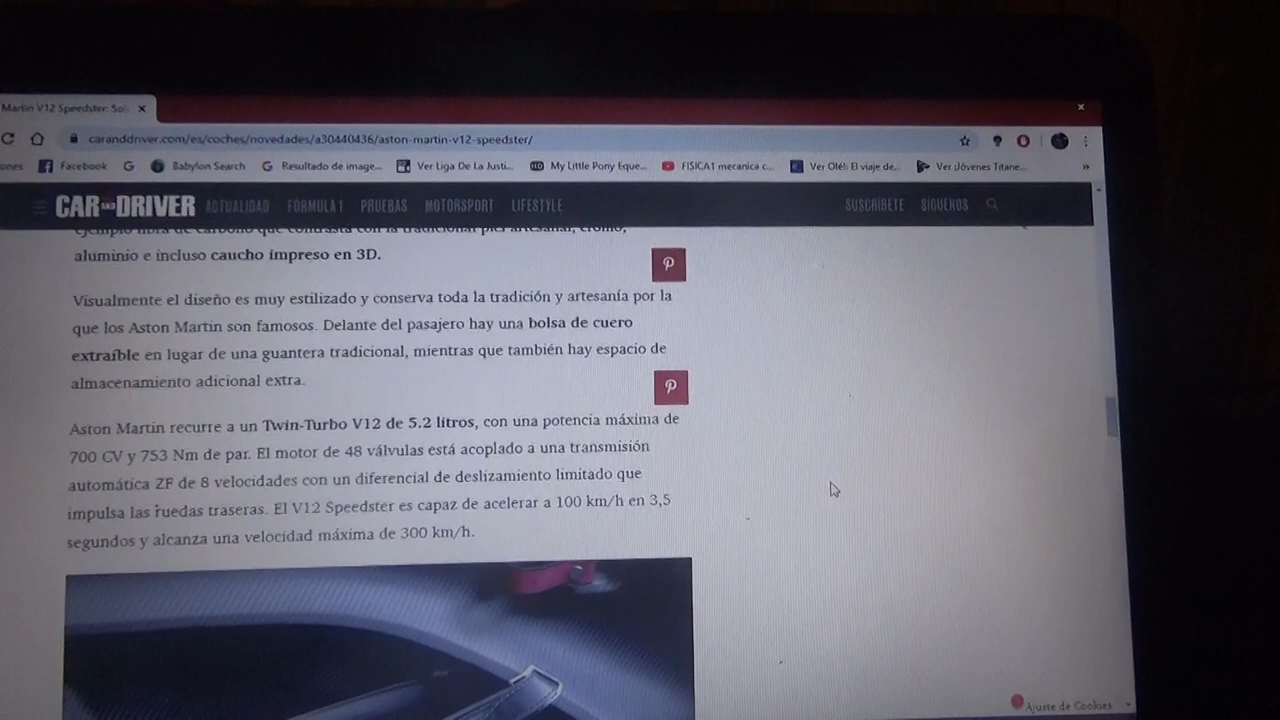 Martin V12 Speedster: Sol
caranddriver.com/es/coches/novedades/a30440436/aston-martin-v12-speedster/
ones Facebook Babylon Search Resultado de image... Ver Liga De La Justi... My Little Pony Eque... FISICA1 mecanica c... Ver Olé!: El viaje de... Ver ¡Jóvenes Titane... »
CAR AND DRIVER ACTUALIDAD FÓRMULA 1 PRUEBAS MOTORSPORT LIFESTYLE SUSCRÍBETE SÍGUENOS
ejemplo fibra de carbono que contrasta con la tradicional piel artesanal, cromo,
aluminio e incluso caucho impreso en 3D.
Visualmente el diseño es muy estilizado y conserva toda la tradición y artesanía por la
que los Aston Martin son famosos. Delante del pasajero hay una bolsa de cuero
extraíble en lugar de una guantera tradicional, mientras que también hay espacio de
almacenamiento adicional extra.
Aston Martin recurre a un Twin-Turbo V12 de 5.2 litros, con una potencia máxima de
700 CV y 753 Nm de par. El motor de 48 válvulas está acoplado a una transmisión
automática ZF de 8 velocidades con un diferencial de deslizamiento limitado que
impulsa las ruedas traseras. El V12 Speedster es capaz de acelerar a 100 km/h en 3,5
segundos y alcanza una velocidad máxima de 300 km/h.
Ajuste de Cookies